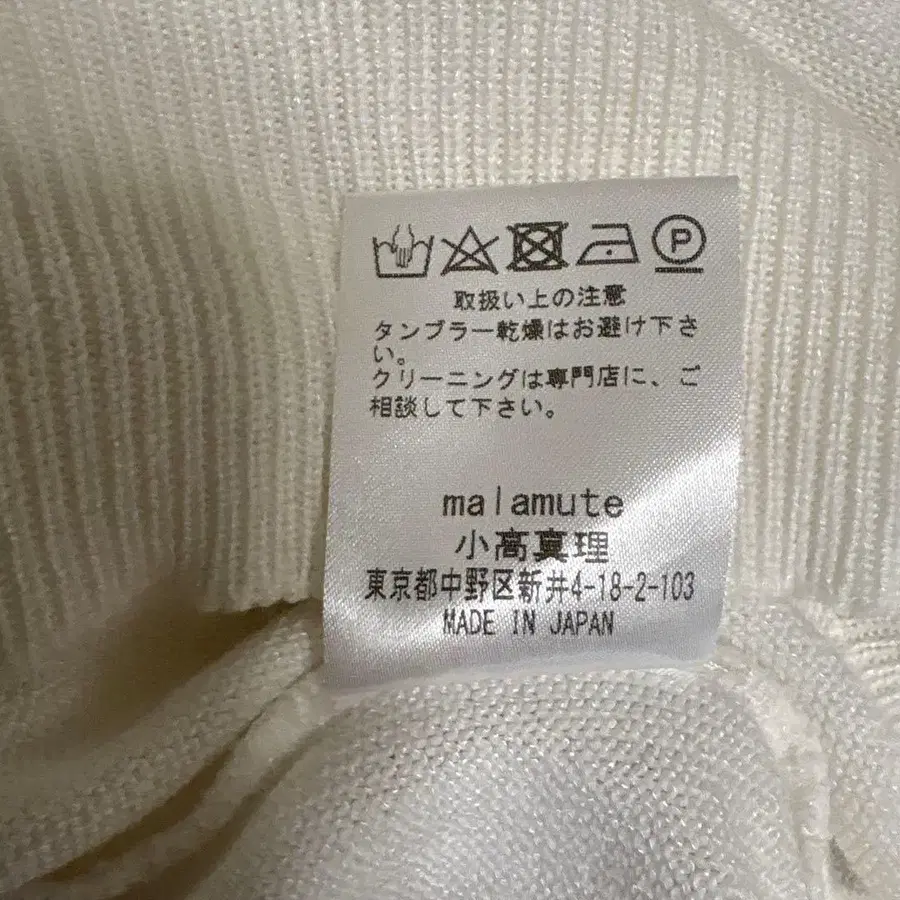 P
取扱い上の注意
タンブラー乾燥はお避け下さ
い。
クリーニングは専門店に、ご
相談して下さい。
malamute
小高真理
東京都中野区新井4-18-2-103
MADE IN JAPAN